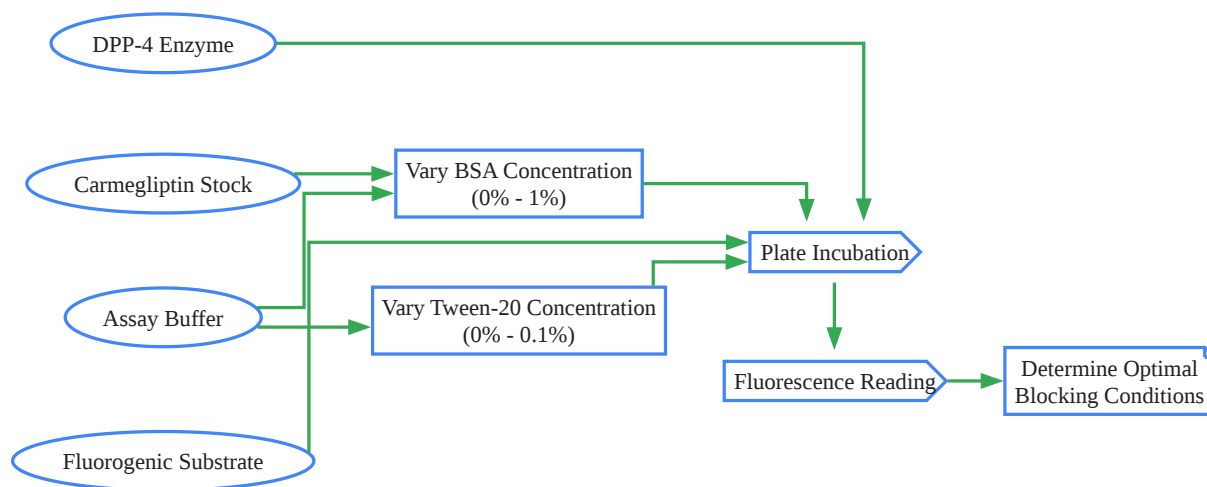 DPP-4 Enzyme
Carmegliptin Stock
Vary BSA Concentration
(0% - 1%)
Plate Incubation
Assay Buffer
Vary Tween-20 Concentration
(0% - 0.1%)
Fluorescence Reading
Determine Optimal
Blocking Conditions
Fluorogenic Substrate